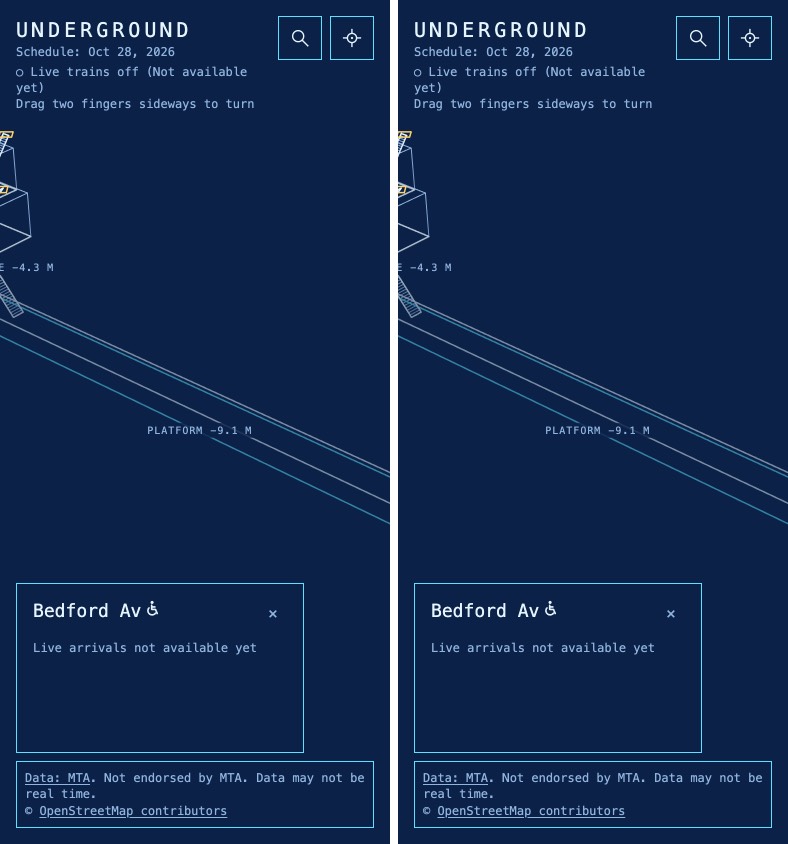 UNDERGROUND
Schedule: Oct 28, 2026
○ Live trains off (Not available
yet)
Drag two fingers sideways to turn
E −4.3 M
PLATFORM −9.1 M
Bedford Av ♿
×
Live arrivals not available yet
Data: MTA. Not endorsed by MTA. Data may not be
real time.
© OpenStreetMap contributors
UNDERGROUND
Schedule: Oct 28, 2026
○ Live trains off (Not available
yet)
Drag two fingers sideways to turn
E −4.3 M
PLATFORM −9.1 M
Bedford Av ♿
×
Live arrivals not available yet
Data: MTA. Not endorsed by MTA. Data may not be
real time.
© OpenStreetMap contributors